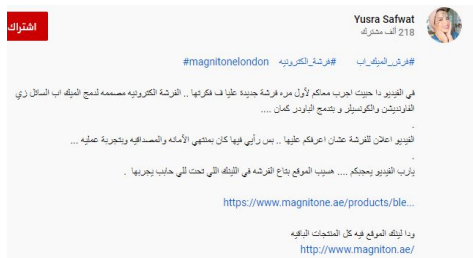 Yusra Safwat
218 ألف مشترك
اشتراك
#فرش_الميك_اب #فرشة_الكترونيه #magnitonelondon
في الفيديو دا حبيت اجرب معاكم لأول مره فرشة جديدة عليا ف فكرتها .. الفرشة الكترونيه مصممه لدمج الميك اب السائل زي
الفاونديشن والكونسيلر و بتدمج الباودر كمان ....
.
الفيديو اعلان للفرشة عشان اعرفكم عليها .. بس رأيي فيها كان بمنتهي الأمانه والمصداقيه وبتجربة عمليه ...
.
يارب الفيديو يعجبكم .... هسيب الموقع بتاع الفرشه في اللينك اللي تحت للي حابب يجربها .
https://www.magnitone.ae/products/ble...
ودا لينك الموقع فيه كل المنتجات الباقيه
http://www.magniton.ae/